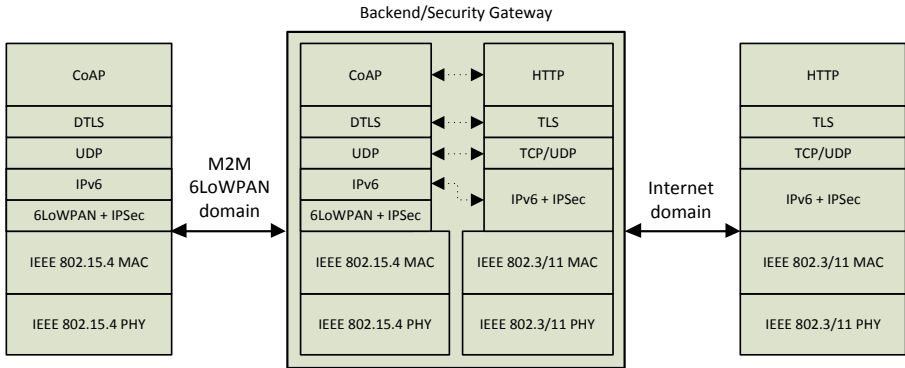 Backend/Security Gateway
CoAP
DTLS
UDP
IPv6
6LoWPAN + IPSec
IEEE 802.15.4 MAC
IEEE 802.15.4 PHY
M2M
6LoWPAN
domain
CoAP
DTLS
UDP
IPv6
6LoWPAN + IPSec
IEEE 802.15.4 MAC
IEEE 802.15.4 PHY
HTTP
TLS
TCP/UDP
IPv6 + IPSec
IEEE 802.3/11 MAC
IEEE 802.3/11 PHY
Internet
domain
HTTP
TLS
TCP/UDP
IPv6 + IPSec
IEEE 802.3/11 MAC
IEEE 802.3/11 PHY